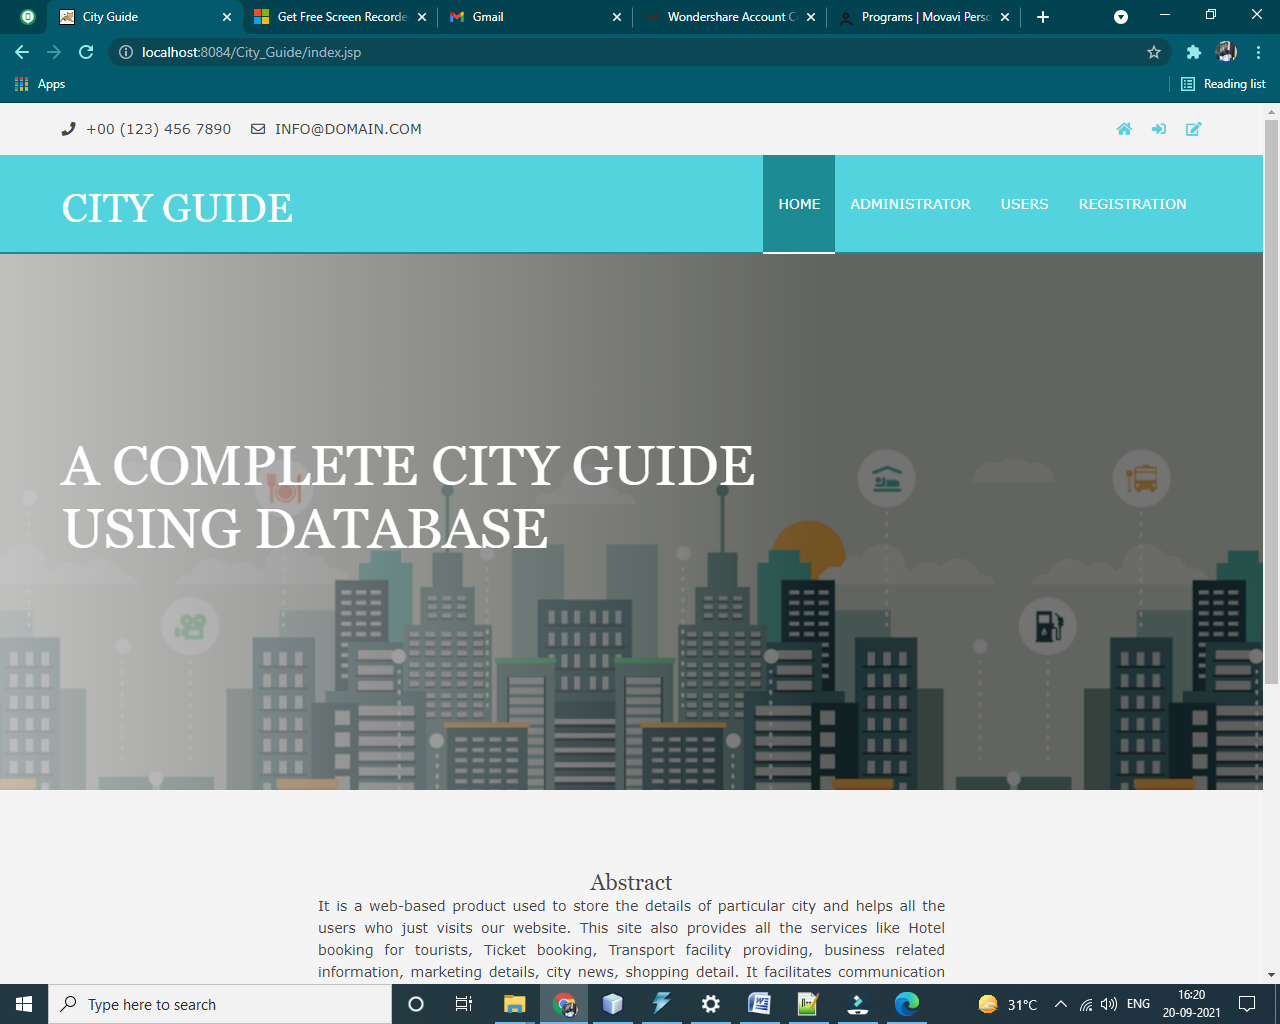 City Guide
Get Free Screen Recorde
Gmail
Wondershare Account C
Programs | Movavi Perso
localhost:8084/City_Guide/index.jsp
Apps
Reading list
+00 (123) 456 7890
INFO@DOMAIN.COM
CITY GUIDE
HOME
ADMINISTRATOR
USERS
REGISTRATION
A COMPLETE CITY GUIDE
USING DATABASE
Abstract
It is a web-based product used to store the details of particular city and helps all the
users who just visits our website. This site also provides all the services like Hotel
booking for tourists, Ticket booking, Transport facility providing, business related
information, marketing details, city news, shopping detail. It facilitates communication
Type here to search
31°C
ENG
16:20
20-09-2021